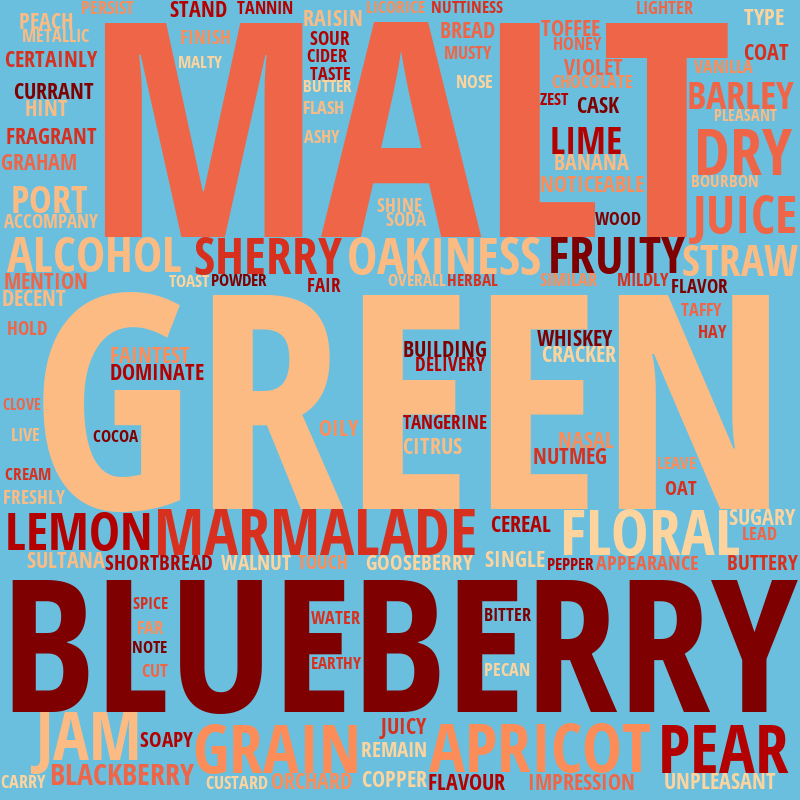 PERSIST STAND TANNIN RAISIN LICORICE NUTTINESS LIGHTER
PEACH SOUR BREAD TOFFEE TYPE
METALLIC FINISH HONEY
CERTAINLY MALTY CIDER MUSTY COAT
TASTE NOSE VIOLET VANILLA
CURRANT BUTTER CHOCOLATE BARLEY
HINT FLASH ZEST CASK PLEASANT
FRAGRANT ASHY LIME
MALT
GRAHAM BANANA DRY
NOTICEABLE BOURBON
PORT SHINE JUICE
ACCOMPANY SODA WOOD
ALCOHOL SHERRY OAKINESS FRUITY STRAW
MENTION TOAST POWDER FAIR OVERALL HERBAL SIMILAR MILDLY FLAVOR
DECENT TAFFY
HOLD WHISKEY HAY
FAINTEST BUILDING CRACKER
DOMINATE DELIVERY
GREEN
CLOVE
LIVE COCOA OILY TANGERINE NASAL
CITRUS NUTMEG LEAVE
CREAM OAT
FRESHLY
LEMON MARMALADE CEREAL FLORAL SUGARY
LEAD
SULTANA SHORTBREAD WALNUT TOUCH GOOSEBERRY SINGLE PEPPER APPEARANCE BUTTERY
SPICE WATER BITTER
EAR
NOTE
BLUEBERRY
CUT EARTHY PECAN
JAM SOAPY GRAIN JUICY APRICOT PEAR
REMAIN
CARRY BLACKBERRY CUSTARD ORCHARD COPPER FLAVOUR IMPRESSION UNPLEASANT